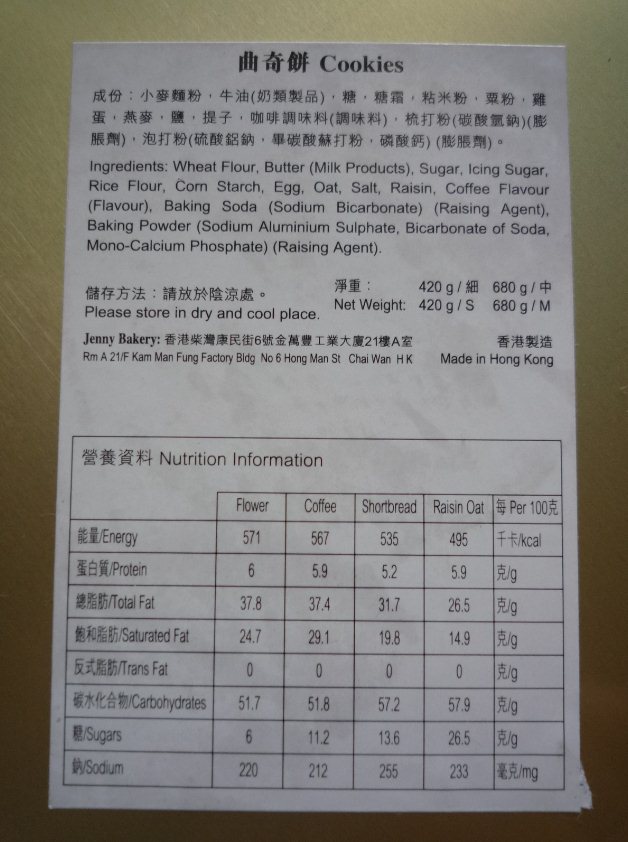 曲奇餅 Cookies
成份：小麥麵粉，牛油(奶類製品)，糖，糖霜，粘米粉，粟粉，雞
蛋，燕麥，鹽，提子，咖啡調味料(調味料)，梳打粉(碳酸氫鈉)(膨
脹劑)，泡打粉(硫酸鋁鈉，畢碳酸蘇打粉，磷酸鈣) (膨脹劑)。
Ingredients: Wheat Flour, Butter (Milk Products), Sugar, Icing Sugar,
Rice Flour, Corn Starch, Egg, Oat, Salt, Raisin, Coffee Flavour
(Flavour), Baking Soda (Sodium Bicarbonate) (Raising Agent),
Baking Powder (Sodium Aluminium Sulphate, Bicarbonate of Soda,
Mono-Calcium Phosphate) (Raising Agent).
儲存方法：請放於陰涼處。 淨重： 420 g / 細 680 g / 中
Please store in dry and cool place. Net Weight: 420 g / S 680 g / M
Jenny Bakery: 香港柴灣康民街6號金萬豐工業大廈21樓A室 香港製造
Rm A 21/F Kam Man Fung Factory Bldg No 6 Hong Man St Chai Wan H K Made in Hong Kong
營養資料 Nutrition Information
Flower Coffee Shortbread Raisin Oat 每 Per 100克
能量/Energy 571 567 535 495 千卡/kcal
蛋白質/Protein 6 5.9 5.2 5.9 克/g
總脂肪/Total Fat 37.8 37.4 31.7 26.5 克/g
飽和脂肪/Saturated Fat 24.7 29.1 19.8 14.9 克/g
反式脂肪/Trans Fat 0 0 0 0 克/g
碳水化合物/Carbohydrates 51.7 51.8 57.2 57.9 克/g
糖/Sugars 6 11.2 13.6 26.5 克/g
鈉/Sodium 220 212 255 233 毫克/mg